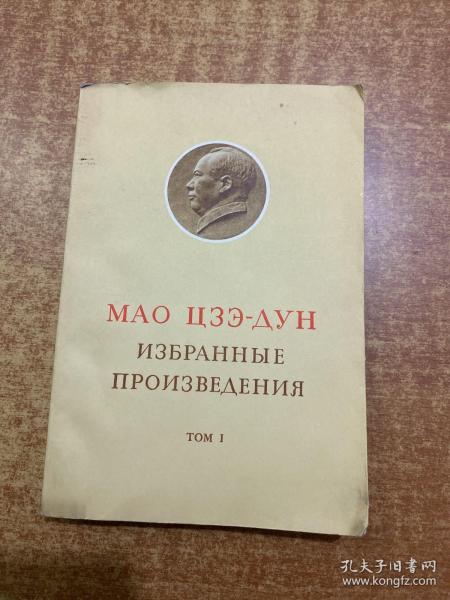 МАО ЦЗЭ-ДУН
ИЗБРАННЫЕ
ПРОИЗВЕДЕНИЯ
ТОМ I
孔夫子旧书网
www.kongfz.com